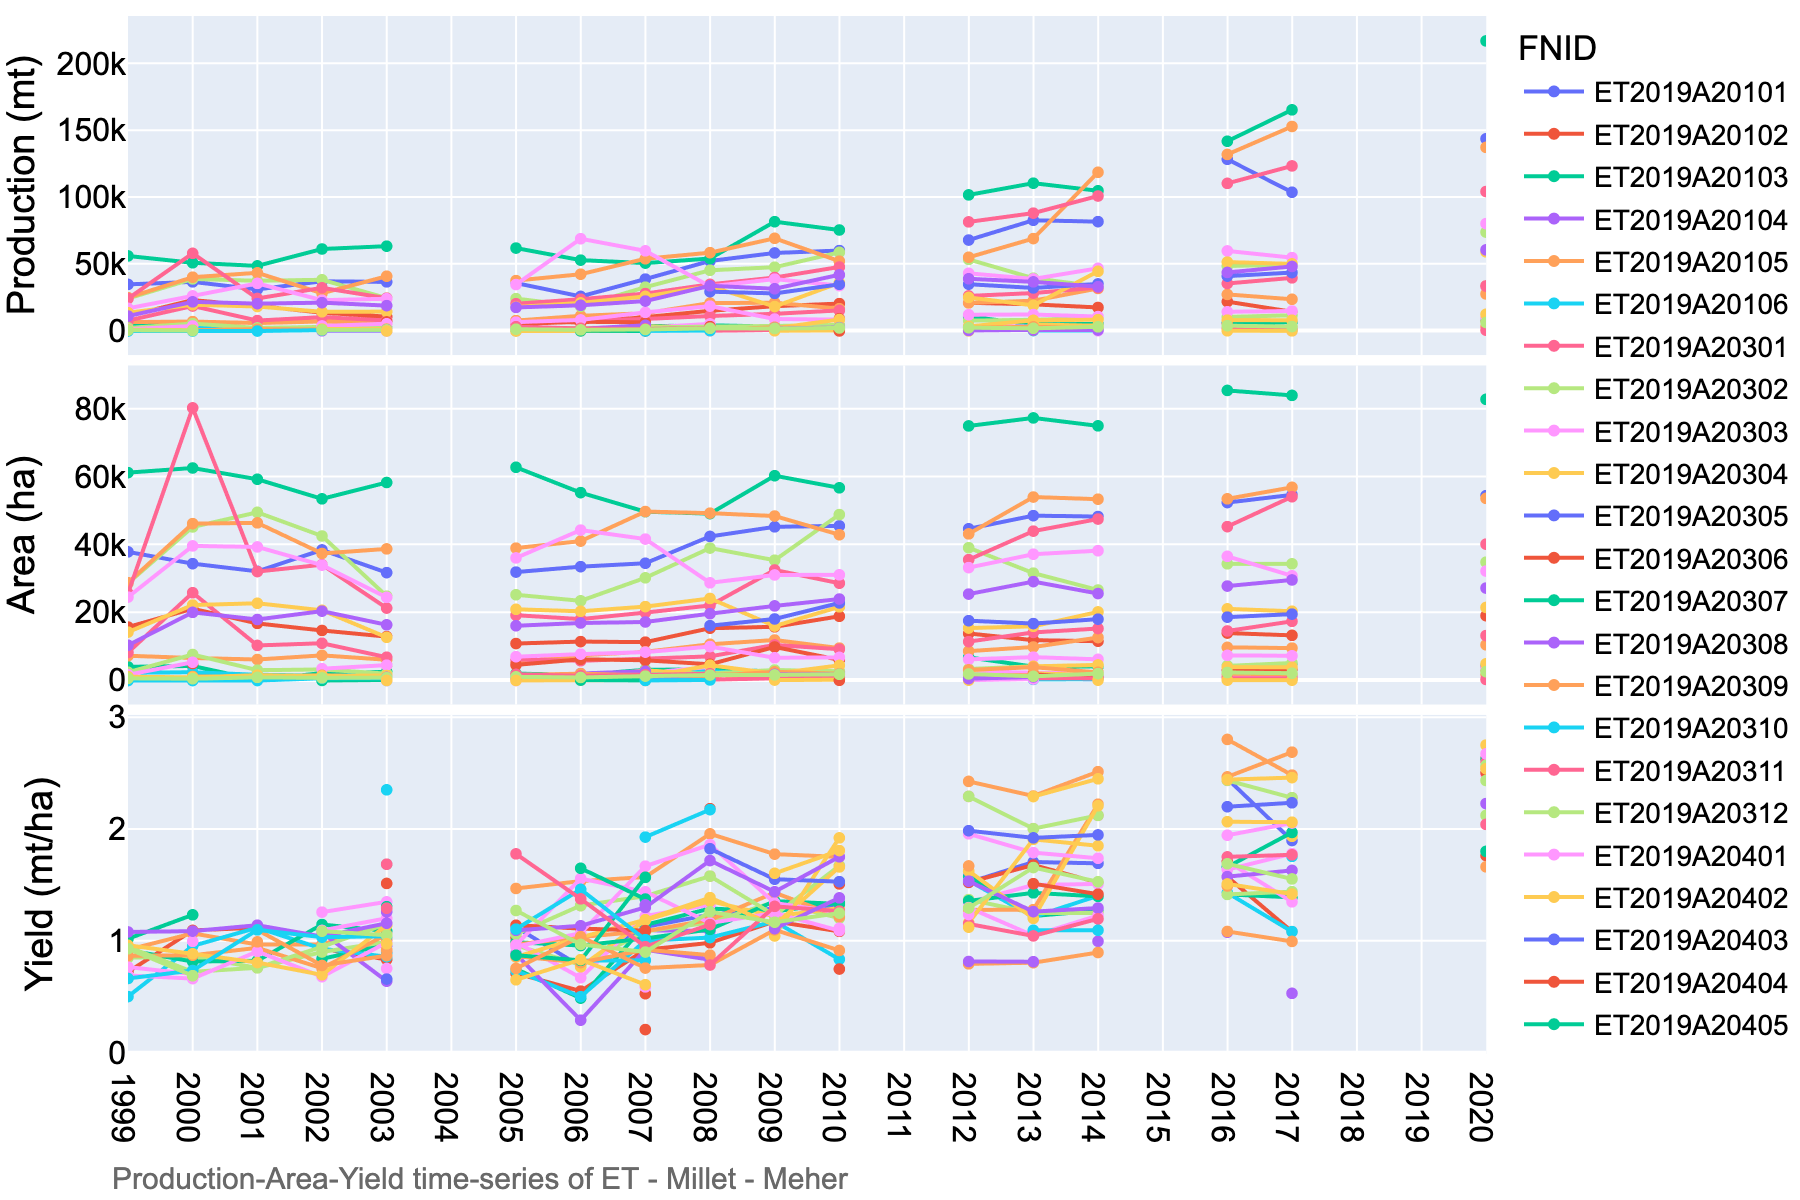 Production (mt)
200k
150k
100k
50k
0
Area (ha)
80k
60k
40k
20k
0
Yield (mt/ha)
3
2
1
0
1999
2000
2001
2002
2003
2004
2005
2006
2007
2008
2009
2010
2011
2012
2013
2014
2015
2016
2017
2018
2019
2020
FNID
ET2019A20101
ET2019A20102
ET2019A20103
ET2019A20104
ET2019A20105
ET2019A20106
ET2019A20301
ET2019A20302
ET2019A20303
ET2019A20304
ET2019A20305
ET2019A20306
ET2019A20307
ET2019A20308
ET2019A20309
ET2019A20310
ET2019A20311
ET2019A20312
ET2019A20401
ET2019A20402
ET2019A20403
ET2019A20404
ET2019A20405
Production-Area-Yield time-series of ET - Millet - Meher